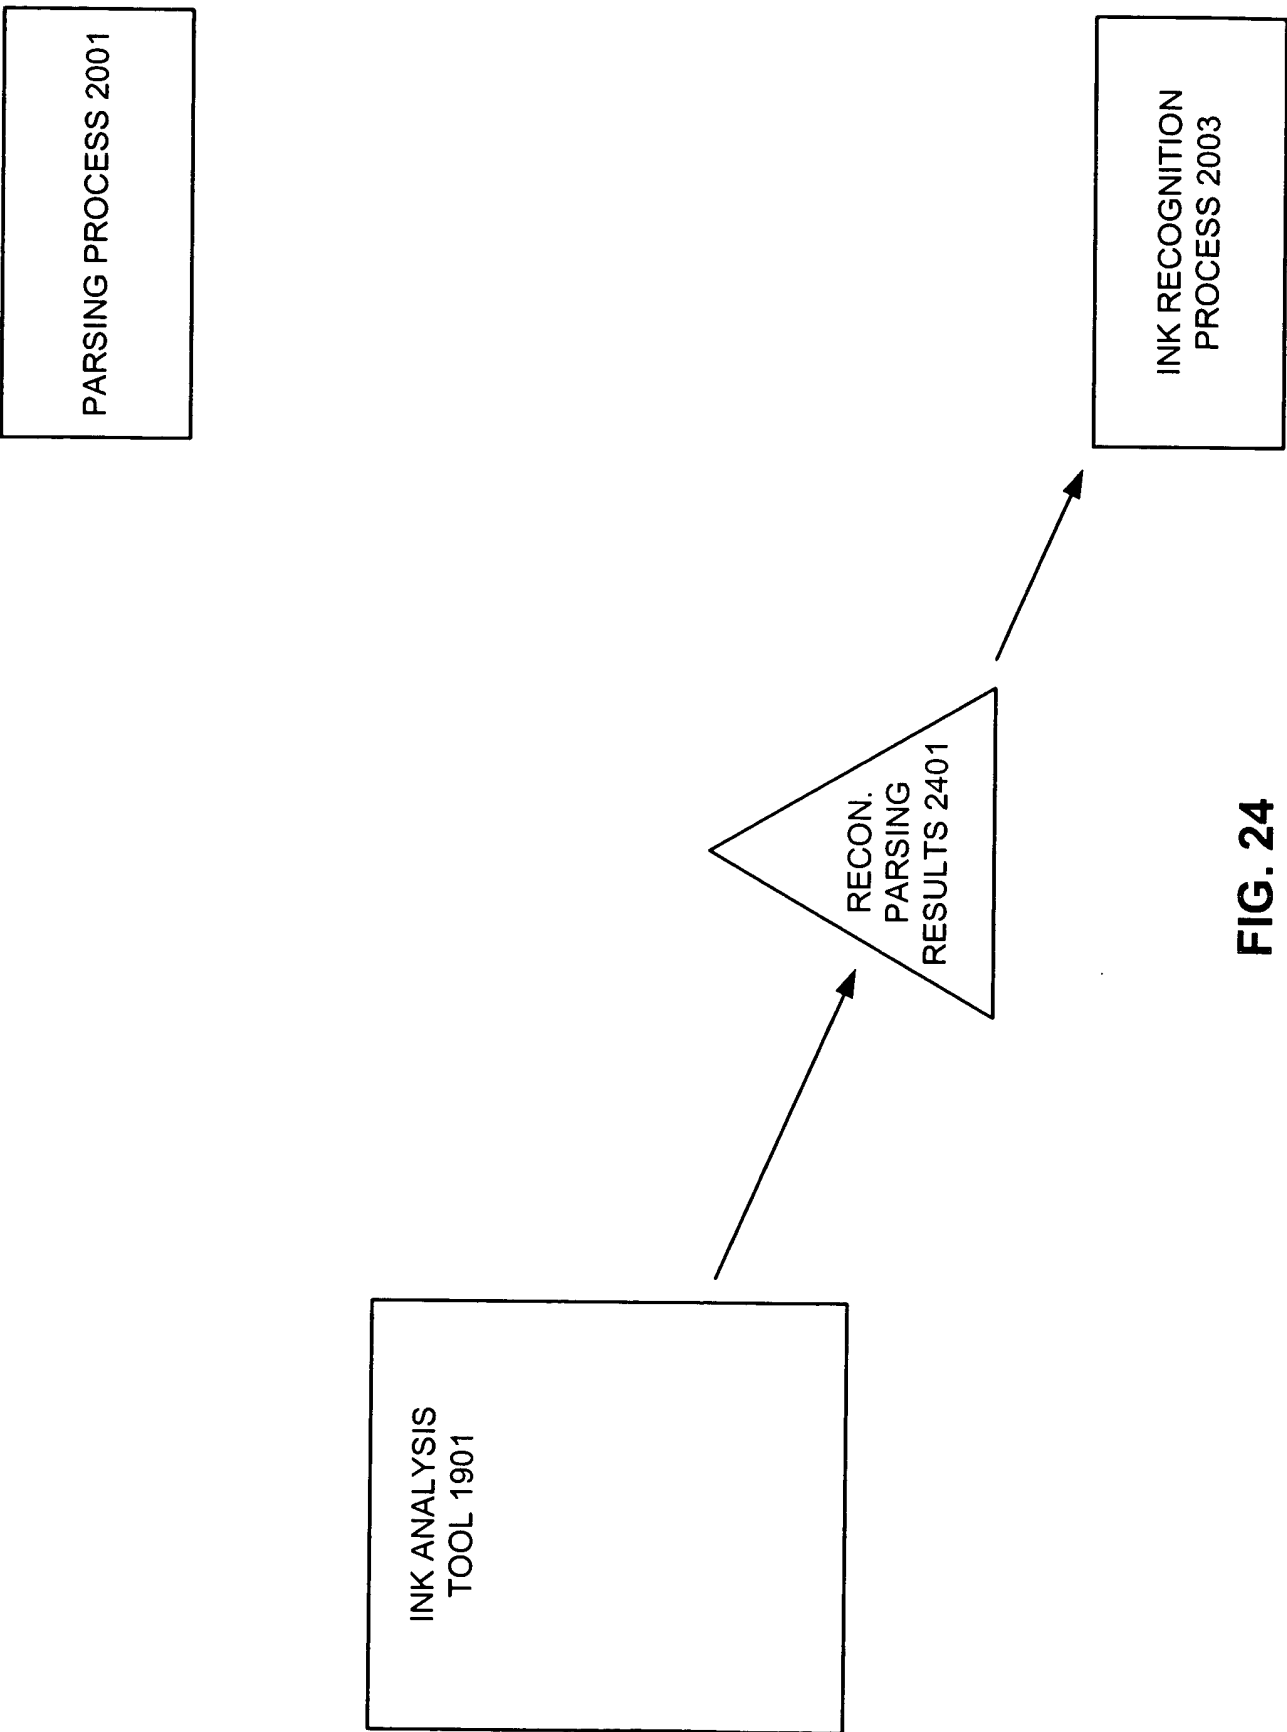 PARSING PROCESS 2001
INK ANALYSIS
TOOL 1901
RECON.
PARSING
RESULTS 2401
INK RECOGNITION
PROCESS 2003
FIG. 24